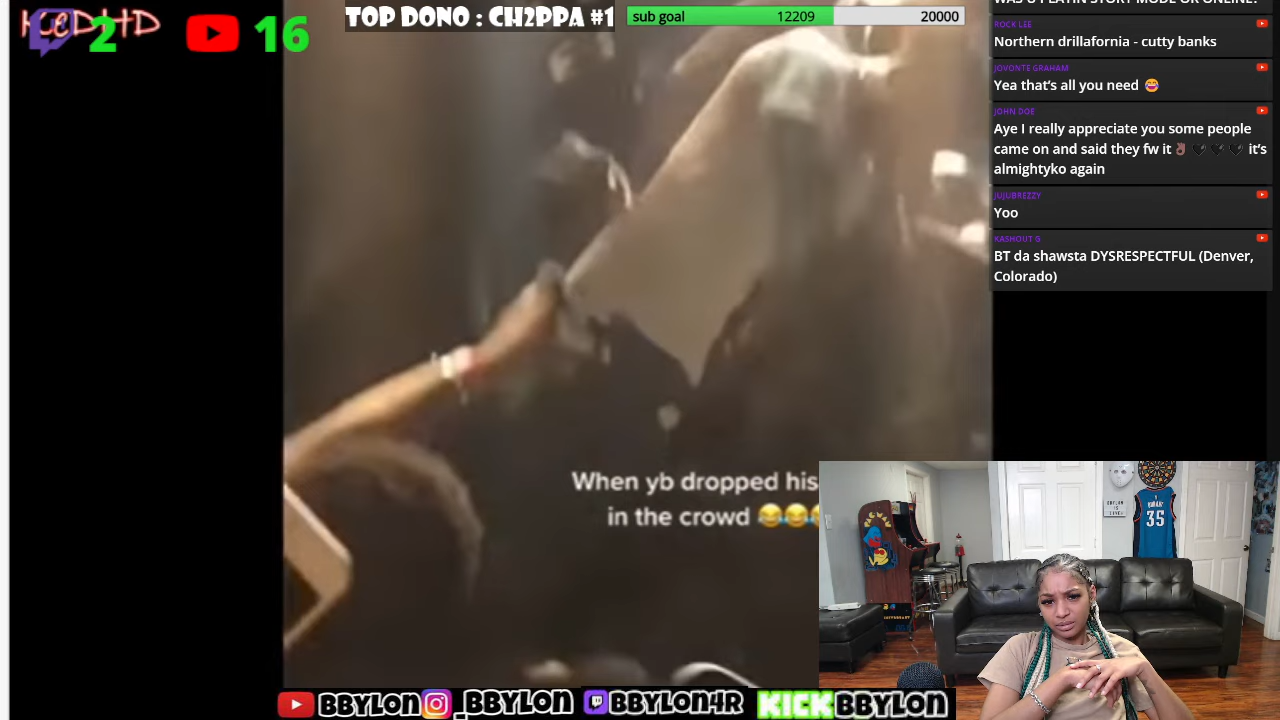 2
16
TOP DONO : CH2PPA #1
sub goal 12209 20000
ROCK LEE
Northern drillafornia - cutty banks
JOVONTE GRAHAM
Yea that's all you need 😂
JOHN DOE
Aye I really appreciate you some people
came on and said they fw it ✌🏾 🖤 🖤 🖤 it's
almightyko again
JUJUBREZZY
Yoo
KASHOUT G
BT da shawsta DYSRESPECTFUL (Denver,
Colorado)
When yb dropped his
in the crowd 😂😂😂
35
BBYLON
_BBYLON
BBYLON4R
KICK BBYLON